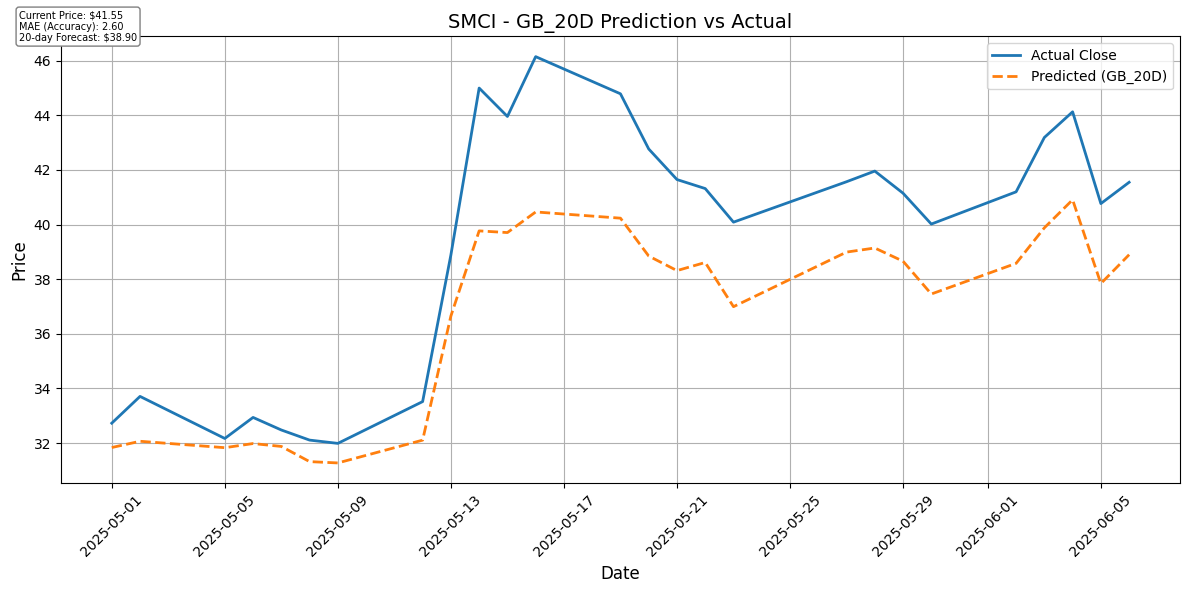 Current Price: $41.55
MAE (Accuracy): 2.60
20-day Forecast: $38.90
SMCI - GB_20D Prediction vs Actual
Actual Close
Predicted (GB_20D)
Price
46
44
42
40
38
36
34
32
2025-05-01
2025-05-05
2025-05-09
2025-05-13
2025-05-17
2025-05-21
2025-05-25
2025-05-29
2025-06-01
2025-06-05
Date